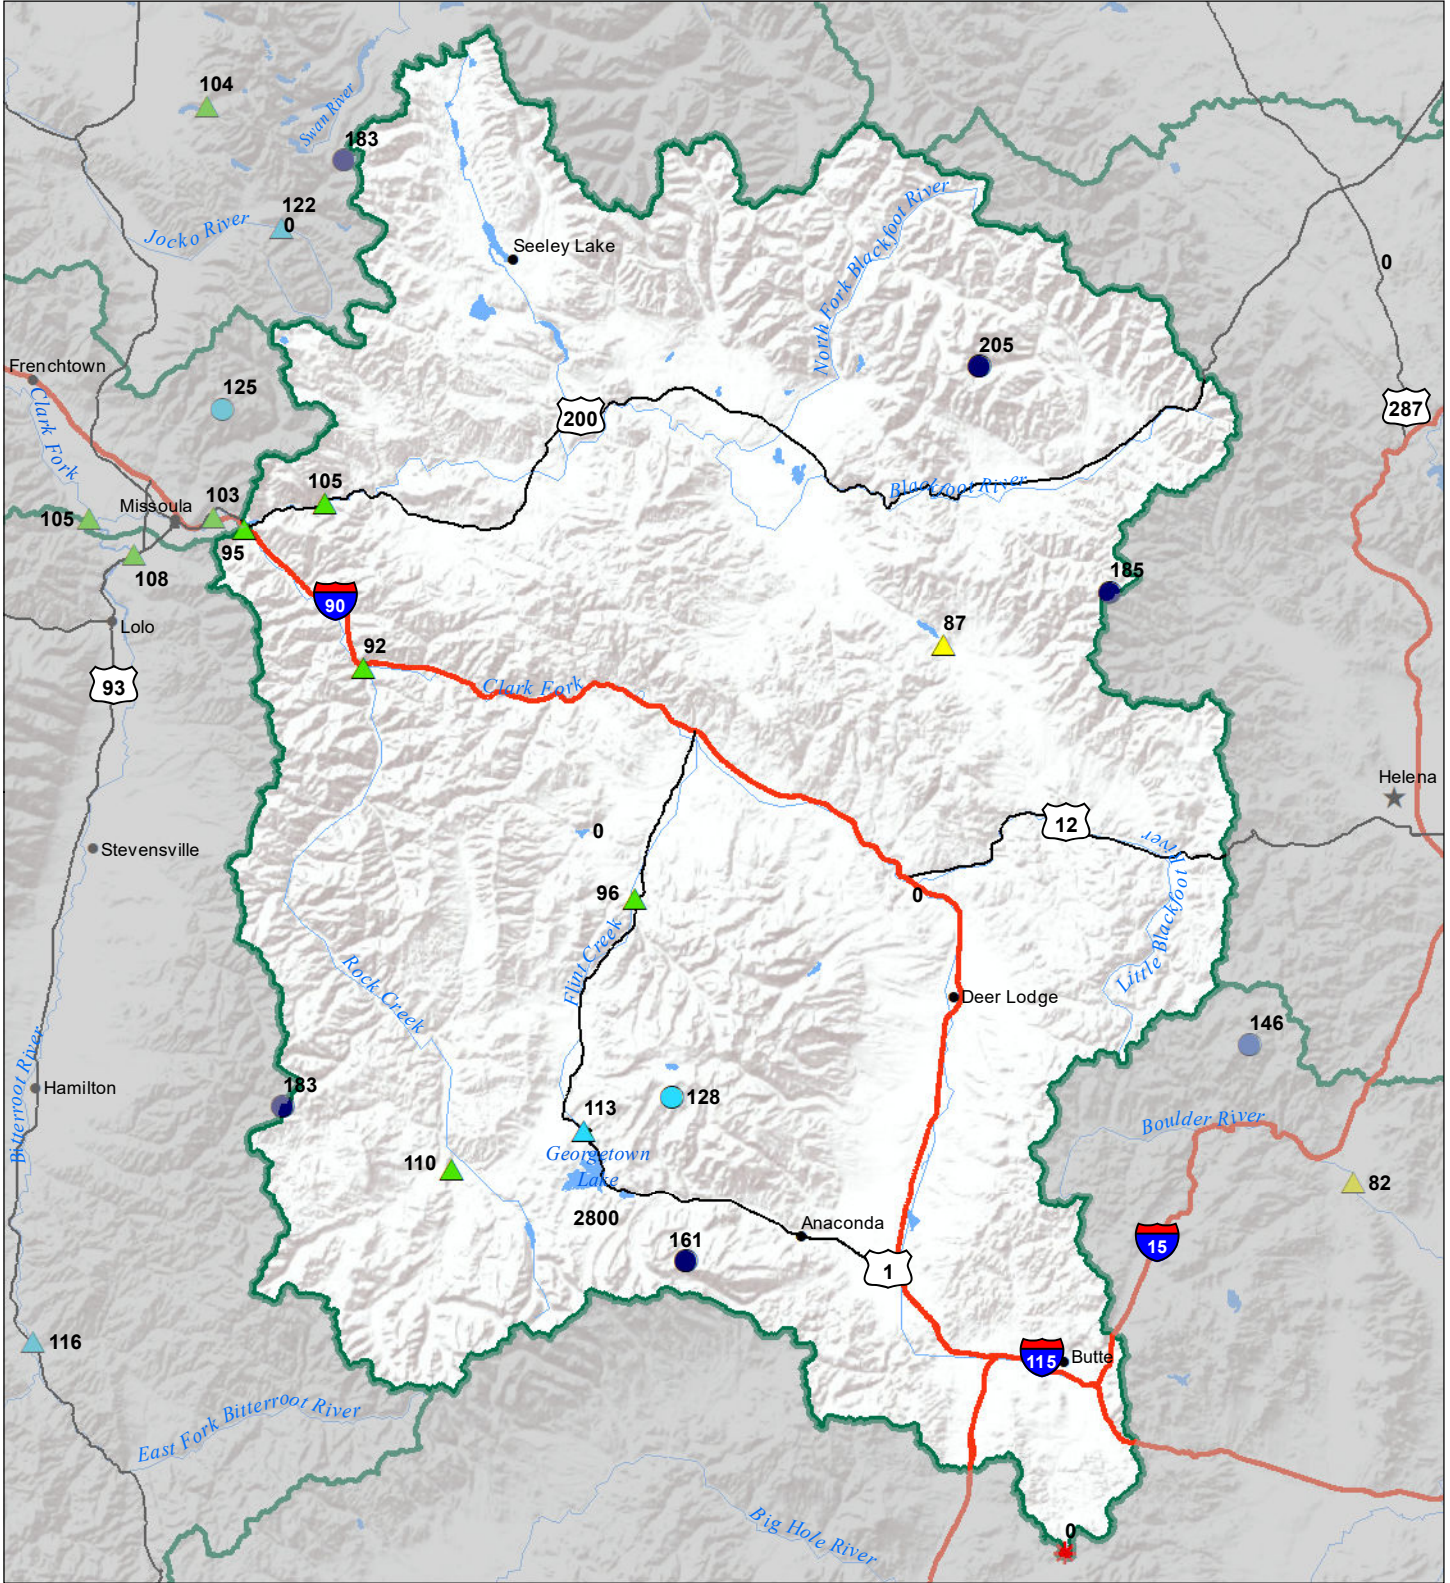 104
Swan River
183
122
0
Jocko River
Seeley Lake
North Fork Blackfoot River
0
205
Frenchtown
125
Clark Fork
287
200
105
Blackfoot River
103
Missoula
105
95
108
185
90
87
Lolo
92
93
Clark Fork
Helena
12
0
Stevensville
Little Blackfoot River
96
0
Flint Creek
Rock Creek
Deer Lodge
146
Bitterroot River
Hamilton
183
128
113
Boulder River
Georgetown
Lake
110
82
2800
Anaconda
161
15
1
116
115
Butte
East Fork Bitterroot River
Big Hole River
0